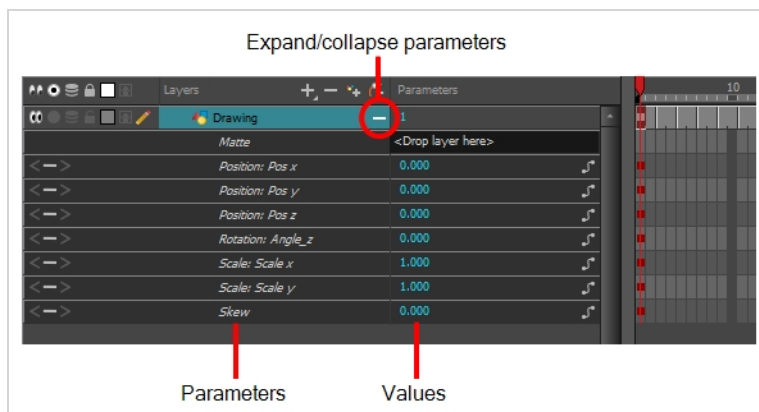 Expand/collapse parameters
Layers Parameters 10
Drawing 1
Matte <Drop layer here>
Position: Pos x 0.000
Position: Pos y 0.000
Position: Pos z 0.000
Rotation: Angle_z 0.000
Scale: Scale x 1.000
Scale: Scale y 1.000
Skew 0.000
Parameters Values